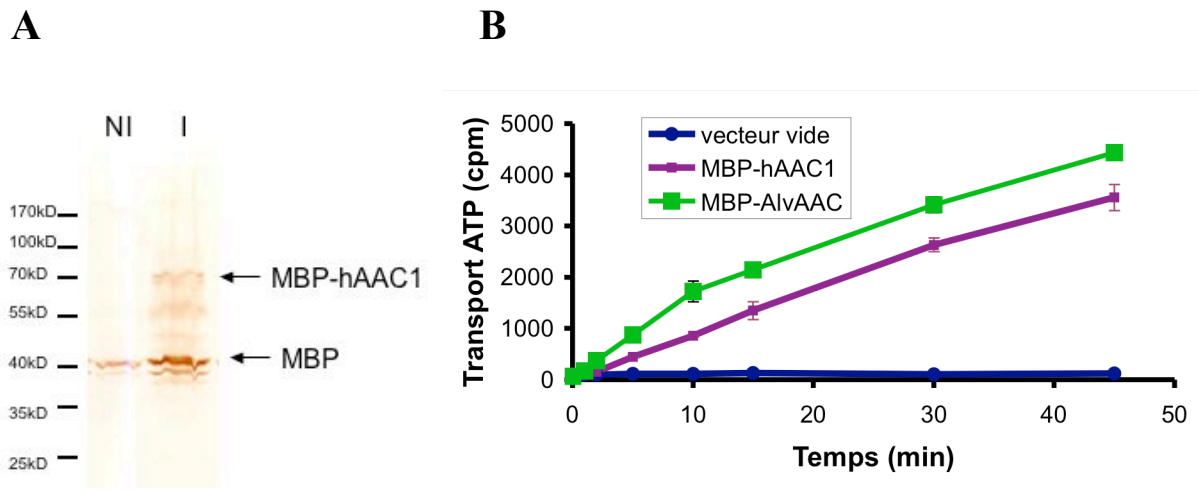 A
B
NI I
170kD
100kD
70kD
55kD
40kD
35kD
25kD
MBP-hAAC1
MBP
Transport ATP (cpm)
5000
4000
3000
2000
1000
0
vecteur vide
MBP-hAAC1
MBP-AlvAAC
0 10 20 30 40 50
Temps (min)